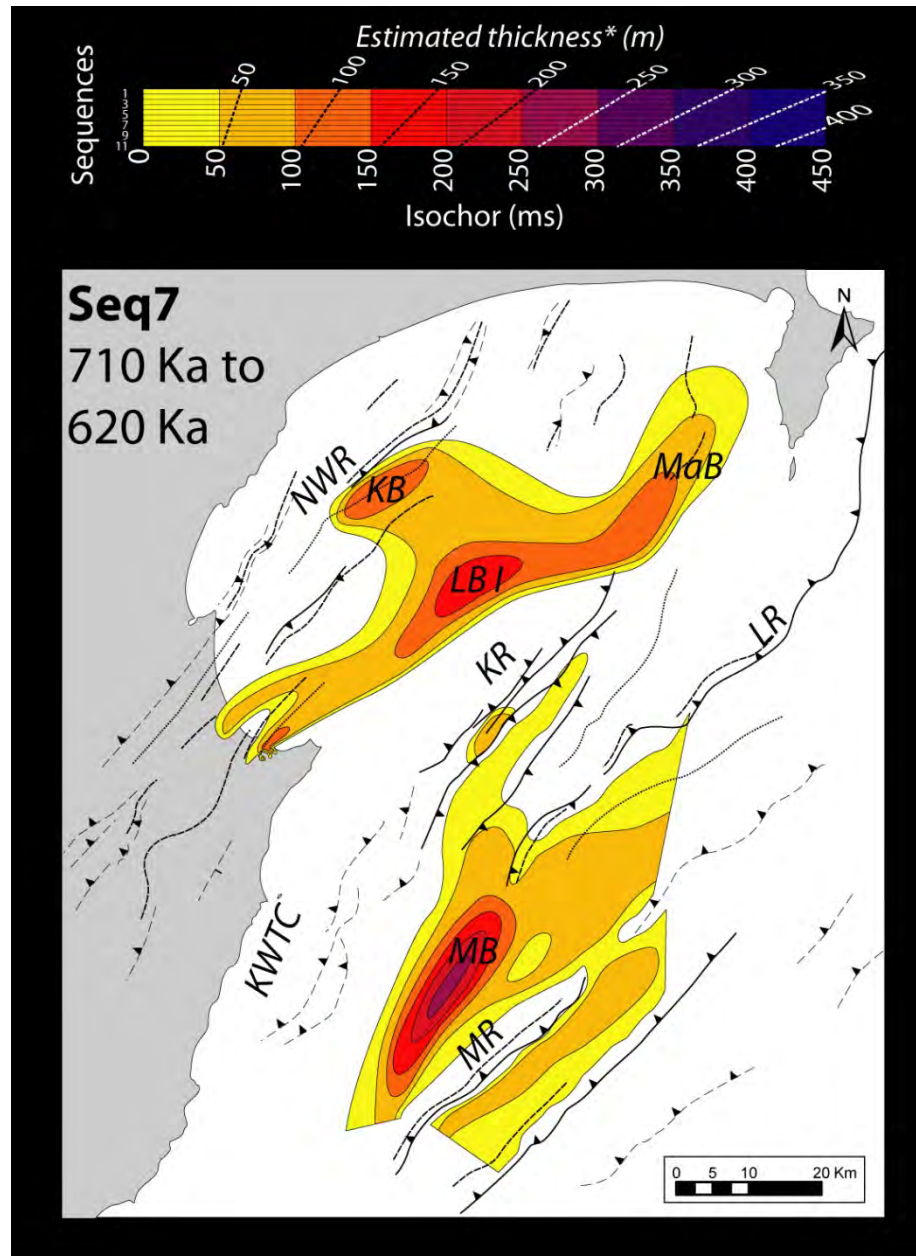 Estimated thickness* (m)
50 100 150 200 250 300 350
400
Sequences
1
3
5
7
9
11
0 50 100 150 200 250 300 350 400 450
Isochor (ms)
Seq7
710 Ka to
620 Ka
N
NWR
KB
MaB
LB I
KR
LR
KWTC
MB
MR
0 5 10 20 Km